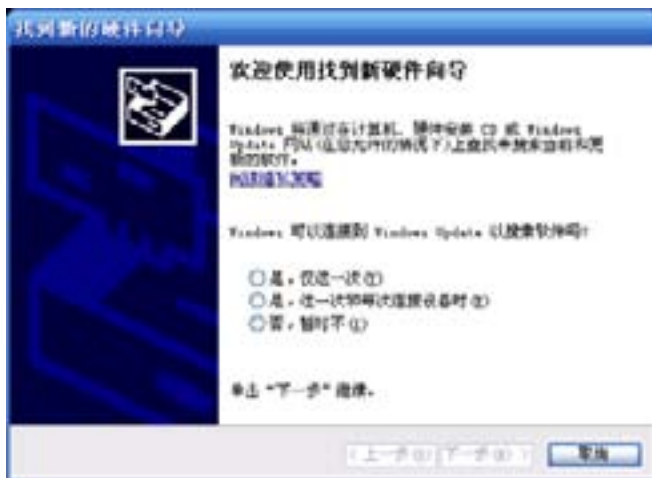 找到新的硬件向导
欢迎使用找到新硬件向导
Windows 将通过在计算机、硬件安装 CD 或 Windows
Update 网站(在您允许的情况下)上查找来搜索当前和更
新的软件。
阅读隐私策略
Windows 可以连接到 Windows Update 以搜索软件吗?
是，仅这一次(Y)
是，这一次和每次连接设备时(E)
否，暂时不(T)
单击“下一步”继续。
<上一步(B) 下一步(N)> 取消